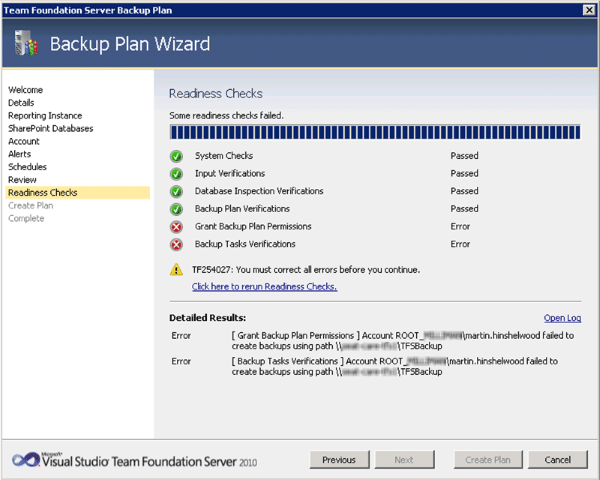 Team Foundation Server Backup Plan
Backup Plan Wizard
Welcome
Details
Reporting Instance
SharePoint Databases
Account
Alerts
Schedules
Review
Readiness Checks
Create Plan
Complete
Readiness Checks
Some readiness checks failed.
System Checks Passed
Input Verifications Passed
Database Inspection Verifications Passed
Backup Plan Verifications Passed
Grant Backup Plan Permissions Error
Backup Tasks Verifications Error
TF254027: You must correct all errors before you continue.
Click here to rerun Readiness Checks.
Detailed Results: Open Log
Error [ Grant Backup Plan Permissions ] Account ROOT_ \martin.hinshelwood failed to
create backups using path \\ \TFSBackup
Error [ Backup Tasks Verifications ] Account ROOT_ \martin.hinshelwood failed to
create backups using path \\ \TFSBackup
Microsoft
Visual Studio Team Foundation Server 2010
Previous Next Create Plan Cancel